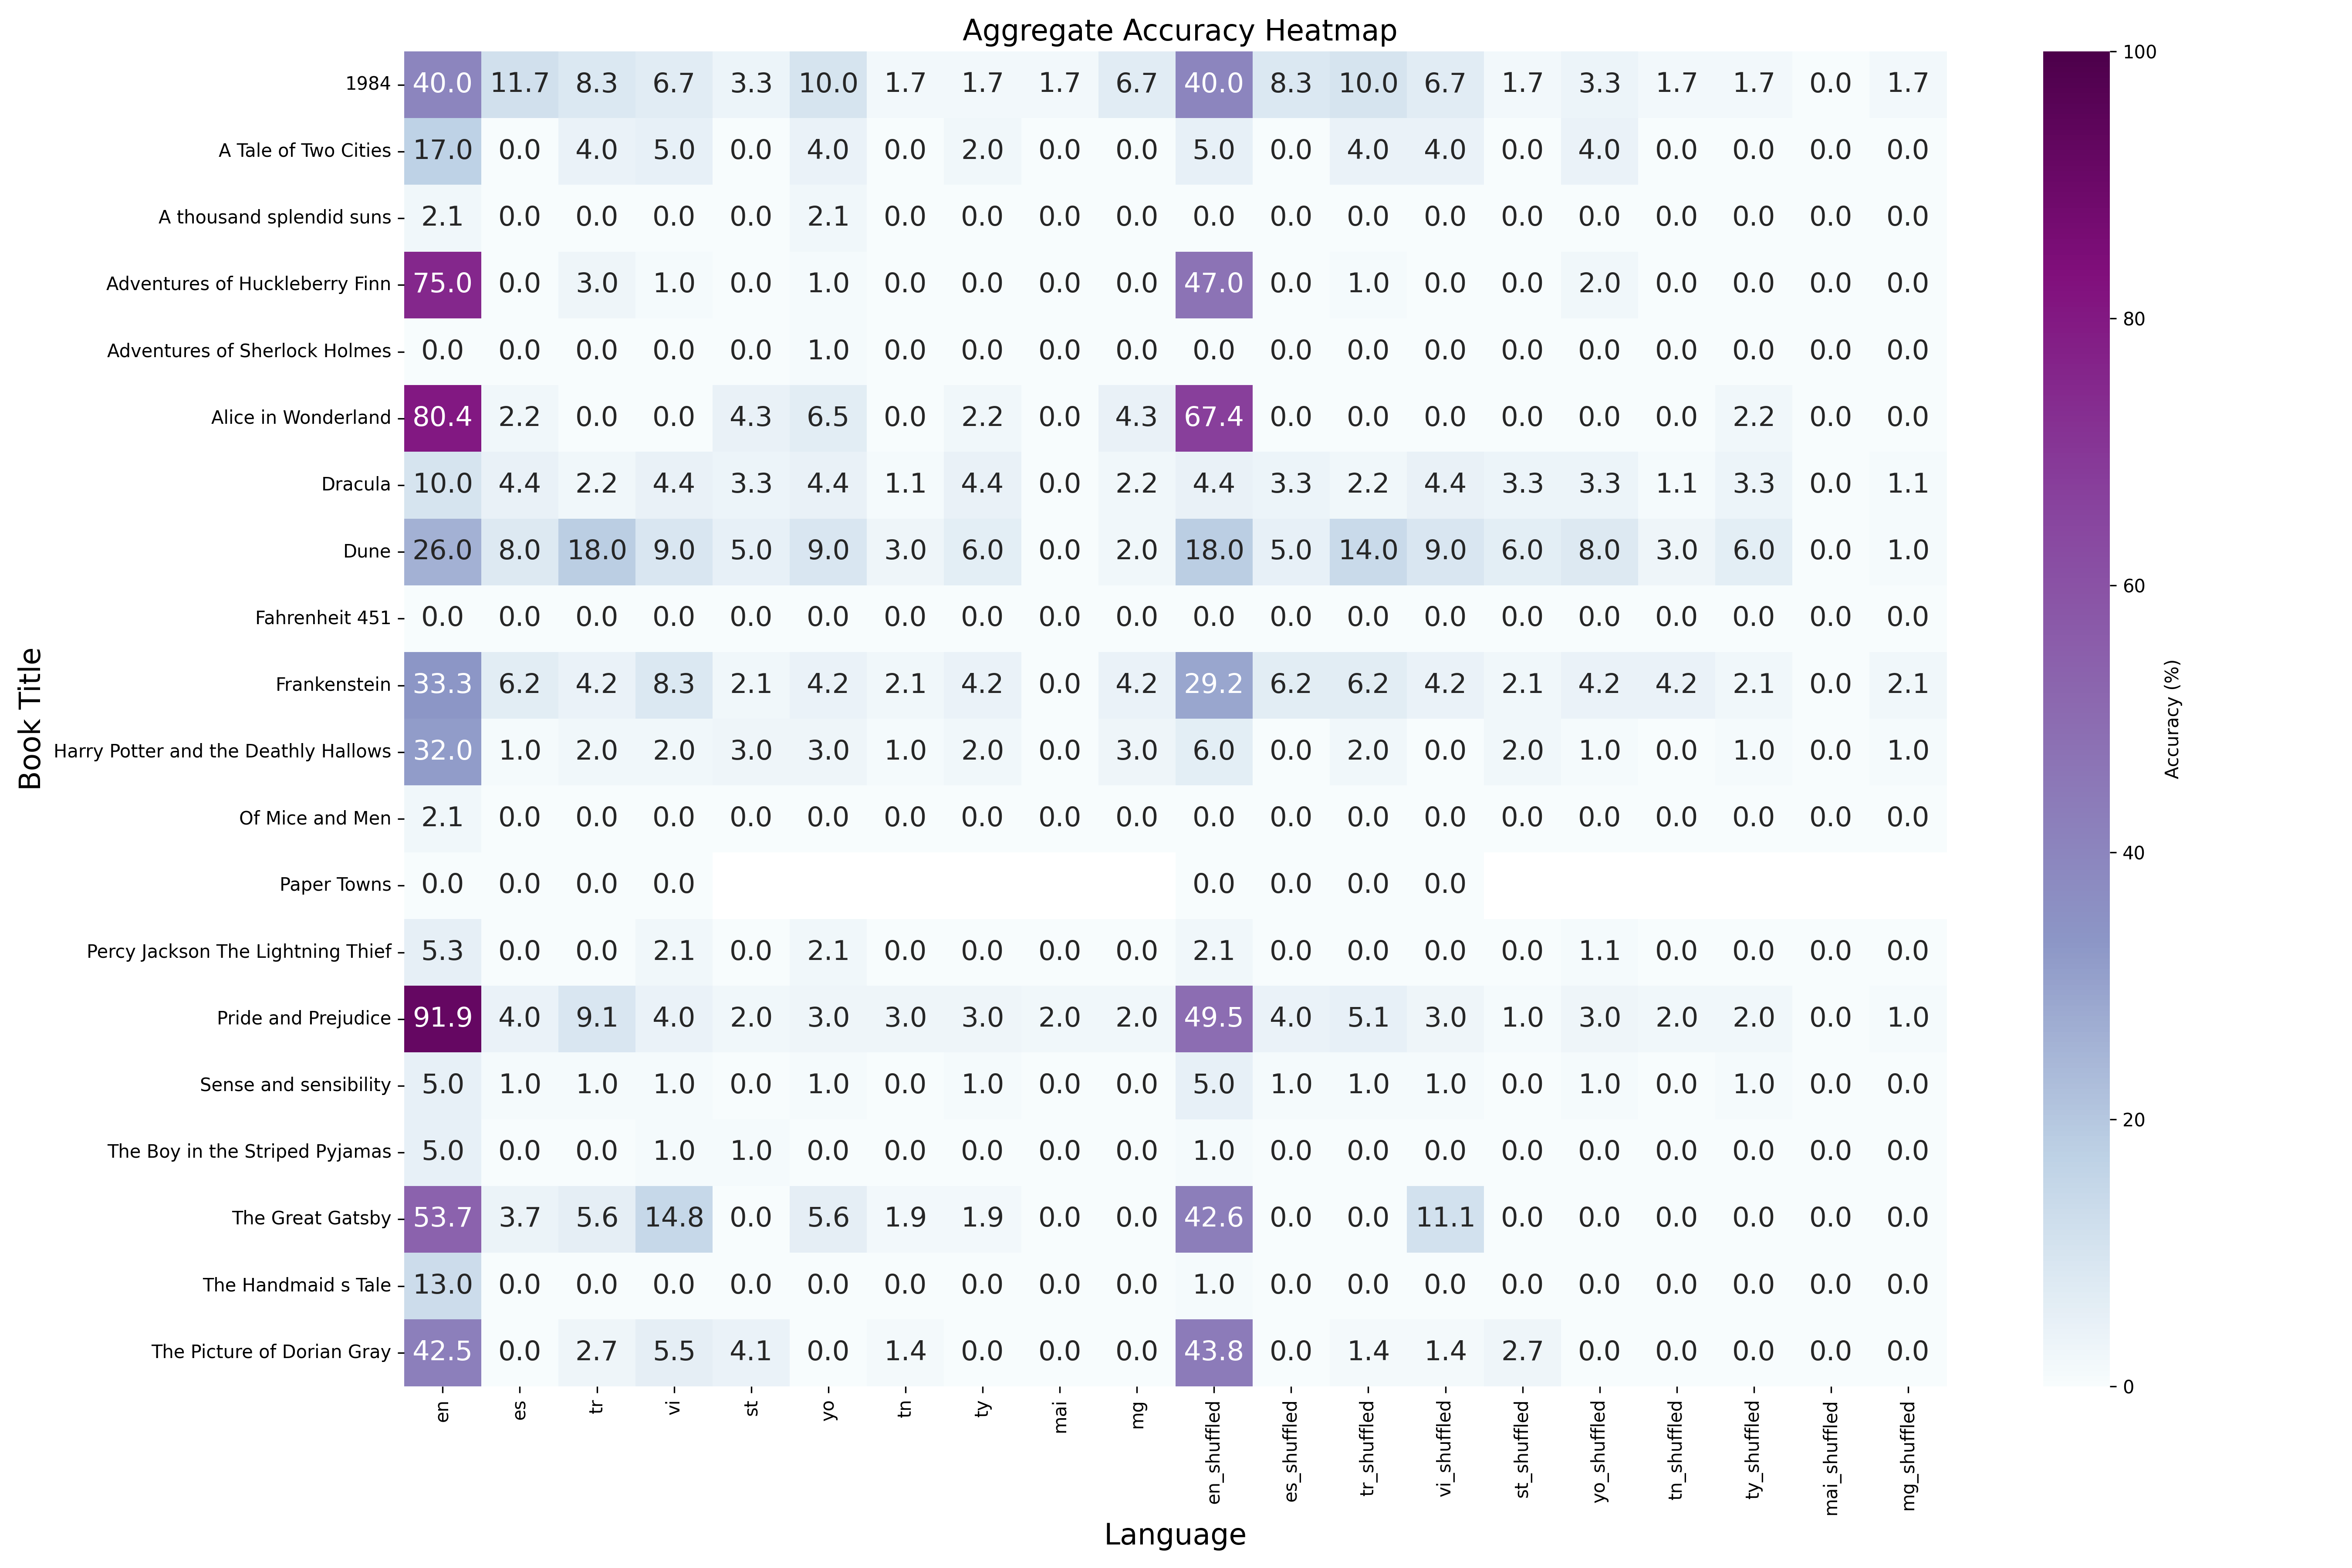 Aggregate Accuracy Heatmap
Book Title
1984 40.0 11.7 8.3 6.7 3.3 10.0 1.7 1.7 1.7 6.7 40.0 8.3 10.0 6.7 1.7 3.3 1.7 1.7 0.0 1.7
A Tale of Two Cities 17.0 0.0 4.0 5.0 0.0 4.0 0.0 2.0 0.0 0.0 5.0 0.0 4.0 4.0 0.0 4.0 0.0 0.0 0.0 0.0
A thousand splendid suns 2.1 0.0 0.0 0.0 0.0 2.1 0.0 0.0 0.0 0.0 0.0 0.0 0.0 0.0 0.0 0.0 0.0 0.0 0.0 0.0
Adventures of Huckleberry Finn 75.0 0.0 3.0 1.0 0.0 1.0 0.0 0.0 0.0 0.0 47.0 0.0 1.0 0.0 0.0 2.0 0.0 0.0 0.0 0.0
Adventures of Sherlock Holmes 0.0 0.0 0.0 0.0 0.0 1.0 0.0 0.0 0.0 0.0 0.0 0.0 0.0 0.0 0.0 0.0 0.0 0.0 0.0 0.0
Alice in Wonderland 80.4 2.2 0.0 0.0 4.3 6.5 0.0 2.2 0.0 4.3 67.4 0.0 0.0 0.0 0.0 0.0 0.0 2.2 0.0 0.0
Dracula 10.0 4.4 2.2 4.4 3.3 4.4 1.1 4.4 0.0 2.2 4.4 3.3 2.2 4.4 3.3 3.3 1.1 3.3 0.0 1.1
Dune 26.0 8.0 18.0 9.0 5.0 9.0 3.0 6.0 0.0 2.0 18.0 5.0 14.0 9.0 6.0 8.0 3.0 6.0 0.0 1.0
Fahrenheit 451 0.0 0.0 0.0 0.0 0.0 0.0 0.0 0.0 0.0 0.0 0.0 0.0 0.0 0.0 0.0 0.0 0.0 0.0 0.0 0.0
Frankenstein 33.3 6.2 4.2 8.3 2.1 4.2 2.1 4.2 0.0 4.2 29.2 6.2 6.2 4.2 2.1 4.2 4.2 2.1 0.0 2.1
Harry Potter and the Deathly Hallows 32.0 1.0 2.0 2.0 3.0 3.0 1.0 2.0 0.0 3.0 6.0 0.0 2.0 0.0 2.0 1.0 0.0 1.0 0.0 1.0
Of Mice and Men 2.1 0.0 0.0 0.0 0.0 0.0 0.0 0.0 0.0 0.0 0.0 0.0 0.0 0.0 0.0 0.0 0.0 0.0 0.0 0.0
Paper Towns 0.0 0.0 0.0 0.0 0.0 0.0 0.0 0.0
Percy Jackson The Lightning Thief 5.3 0.0 0.0 2.1 0.0 2.1 0.0 0.0 0.0 0.0 2.1 0.0 0.0 0.0 0.0 1.1 0.0 0.0 0.0 0.0
Pride and Prejudice 91.9 4.0 9.1 4.0 2.0 3.0 3.0 3.0 2.0 2.0 49.5 4.0 5.1 3.0 1.0 3.0 2.0 2.0 0.0 1.0
Sense and sensibility 5.0 1.0 1.0 1.0 0.0 1.0 0.0 1.0 0.0 0.0 5.0 1.0 1.0 1.0 0.0 1.0 0.0 1.0 0.0 0.0
The Boy in the Striped Pyjamas 5.0 0.0 0.0 1.0 1.0 0.0 0.0 0.0 0.0 0.0 1.0 0.0 0.0 0.0 0.0 0.0 0.0 0.0 0.0 0.0
The Great Gatsby 53.7 3.7 5.6 14.8 0.0 5.6 1.9 1.9 0.0 0.0 42.6 0.0 0.0 11.1 0.0 0.0 0.0 0.0 0.0 0.0
The Handmaid s Tale 13.0 0.0 0.0 0.0 0.0 0.0 0.0 0.0 0.0 0.0 1.0 0.0 0.0 0.0 0.0 0.0 0.0 0.0 0.0 0.0
The Picture of Dorian Gray 42.5 0.0 2.7 5.5 4.1 0.0 1.4 0.0 0.0 0.0 43.8 0.0 1.4 1.4 2.7 0.0 0.0 0.0 0.0 0.0
en es tr vi st yo tn ty mai mg en_shuffled es_shuffled tr_shuffled vi_shuffled st_shuffled yo_shuffled tn_shuffled ty_shuffled mai_shuffled mg_shuffled
Language
100
80
60
40
20
0
Accuracy (%)